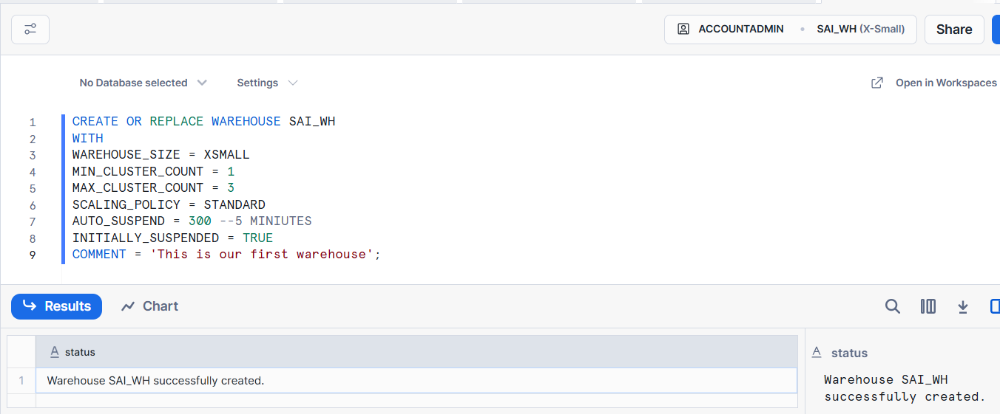 ACCOUNTADMIN • SAI_WH (X-Small)
Share
No Database selected
Settings
Open in Workspaces
1 CREATE OR REPLACE WAREHOUSE SAI_WH
2 WITH
3 WAREHOUSE_SIZE = XSMALL
4 MIN_CLUSTER_COUNT = 1
5 MAX_CLUSTER_COUNT = 3
6 SCALING_POLICY = STANDARD
7 AUTO_SUSPEND = 300 --5 MINIUTES
8 INITIALLY_SUSPENDED = TRUE
9 COMMENT = 'This is our first warehouse';
Results
Chart
A status
1 Warehouse SAI_WH successfully created.
A status
Warehouse SAI_WH
successfully created.